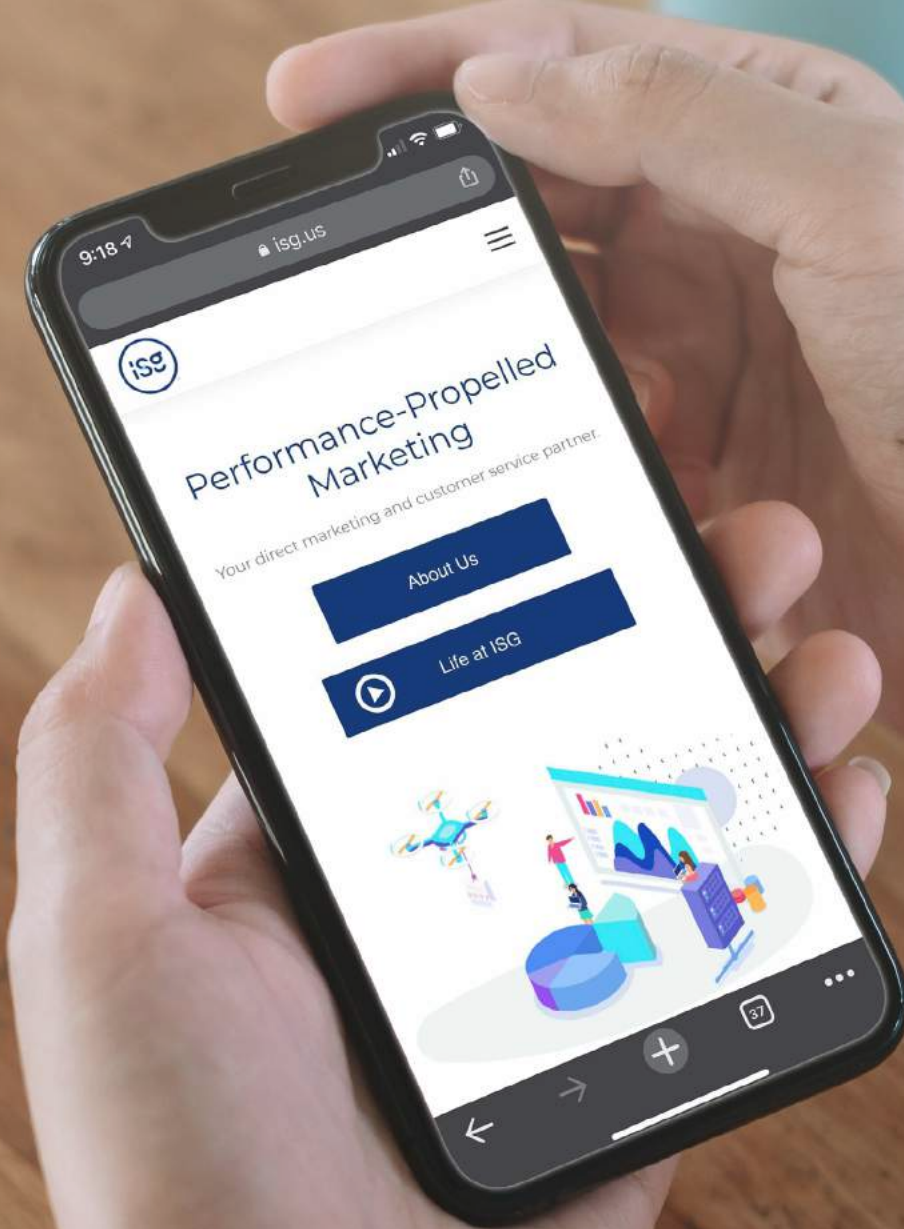 9:18
isg.us
isg
Performance-Propelled
Marketing
Your direct marketing and customer service partner.
About Us
Life at ISG
37